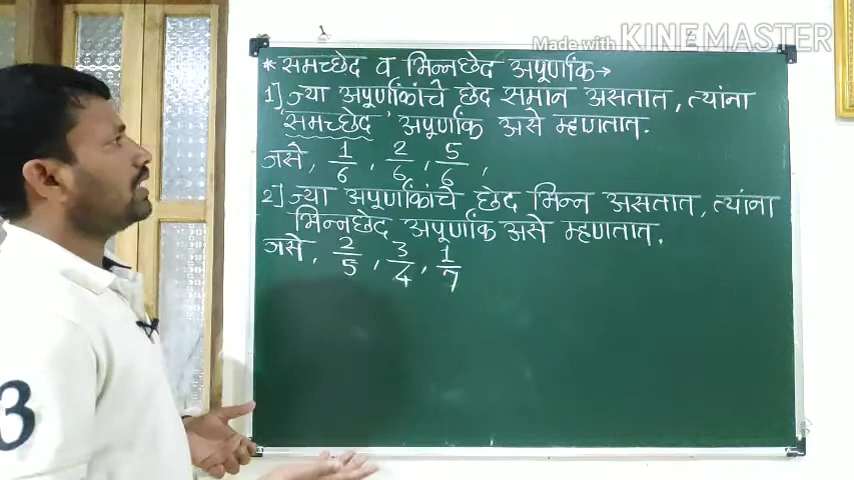 Made with KINEMASTER
* समच्छेद व भिन्नछेद अपूर्णांक→
1] ज्या अपूर्णांकांचे छेद समान असतात, त्यांना
'समच्छेद' अपूर्णांक असे म्हणतात.
जसे, 1/6, 2/6, 5/6,
2] ज्या अपूर्णांकांचे छेद भिन्न असतात, त्यांना
भिन्नछेद अपूर्णांक असे म्हणतात.
जसे, 2/5, 3/4, 1/7
3